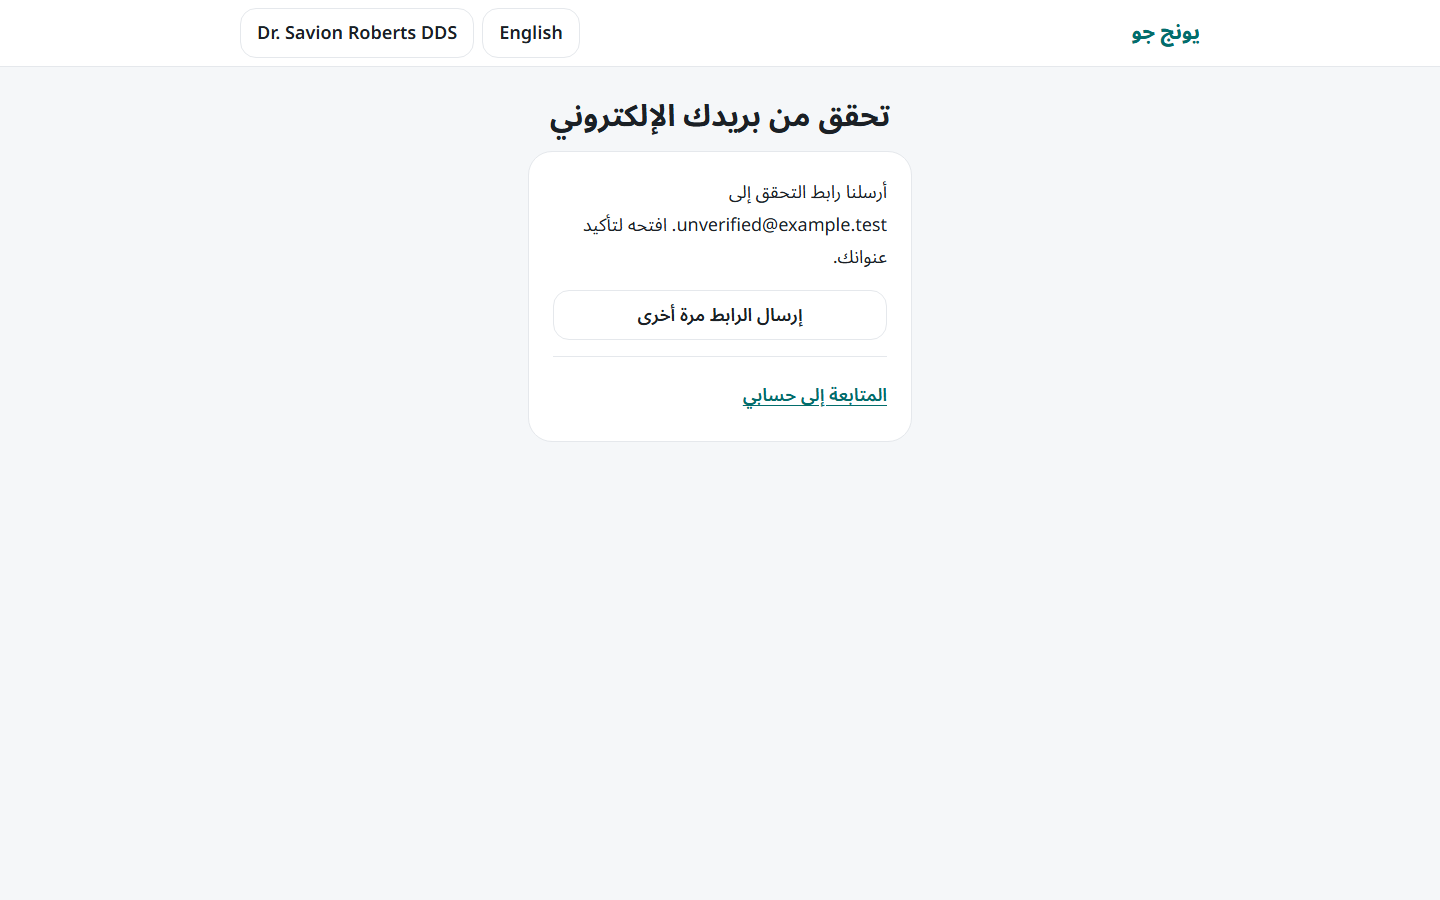 يونج جو
English
Dr. Savion Roberts DDS
تحقق من بريدك الإلكتروني
أرسلنا رابط التحقق إلى
unverified@example.test. افتحه لتأكيد
عنوانك.
إرسال الرابط مرة أخرى
المتابعة إلى حسابي